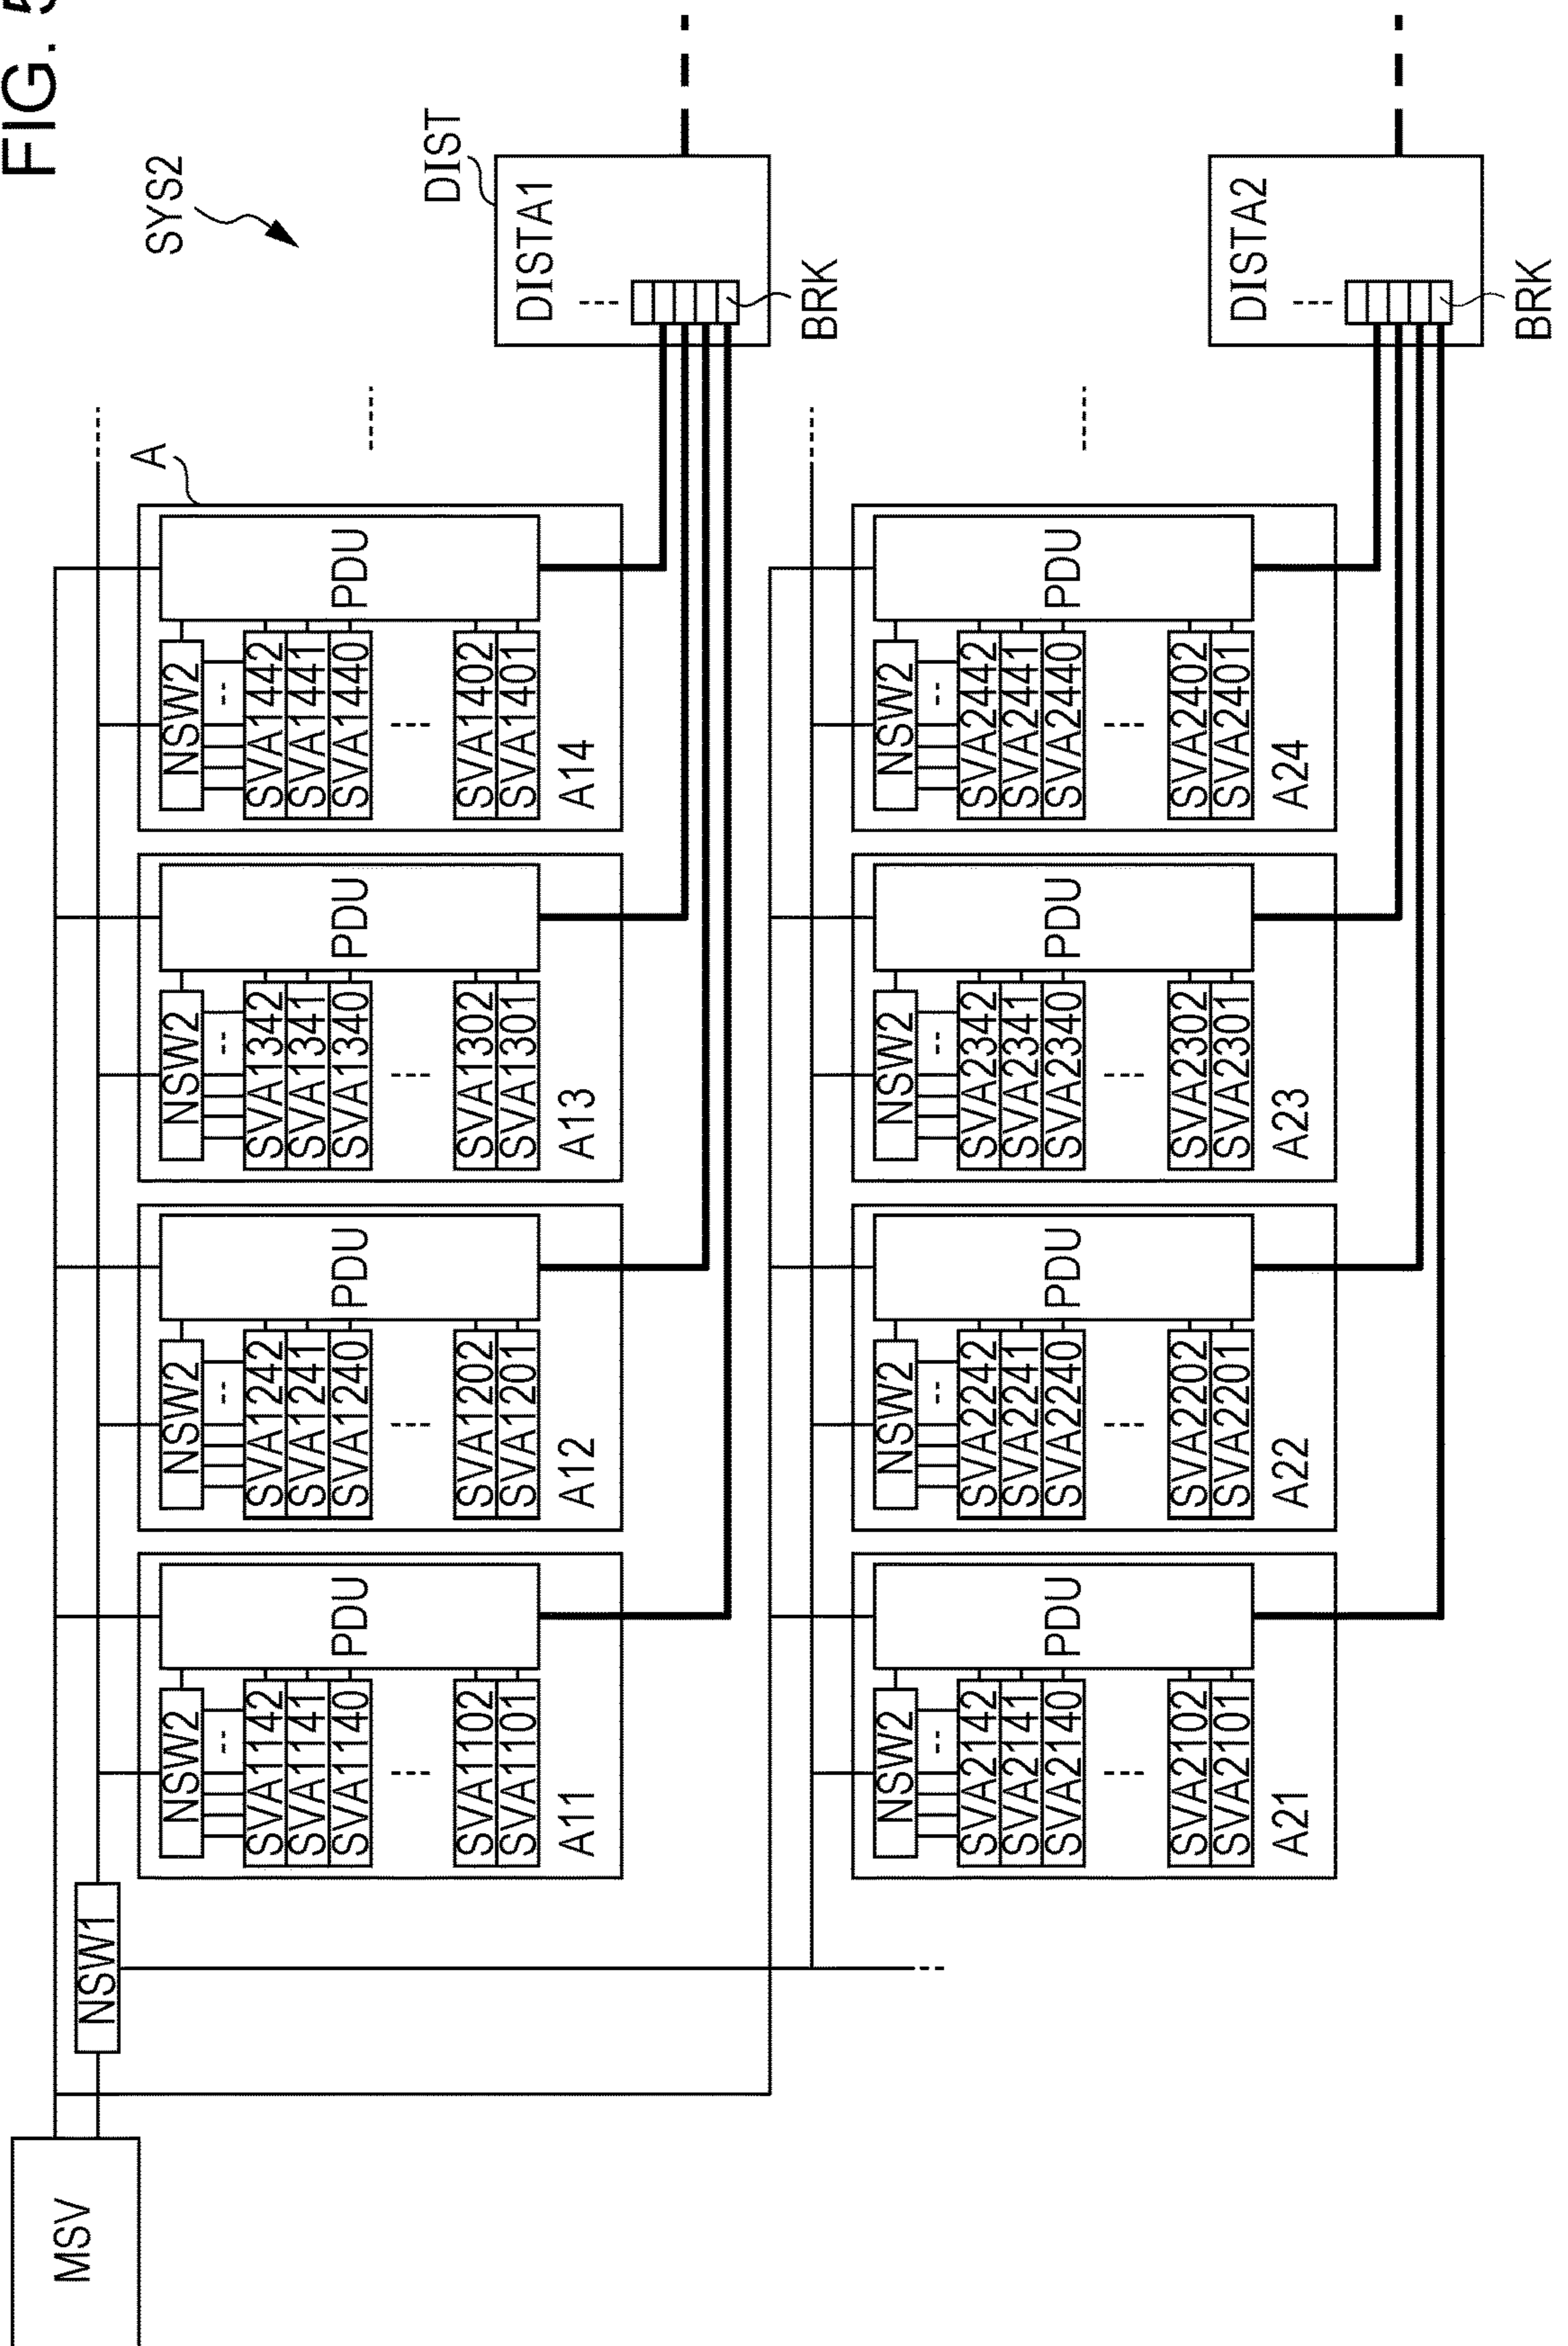 FIG. 5
SYS2
MSV
NSW1
A
DIST
NSW2
SVA1142
SVA1141
SVA1140
SVA1102
SVA1101
PDU
A11
NSW2
SVA1242
SVA1241
SVA1240
SVA1202
SVA1201
PDU
A12
NSW2
SVA1342
SVA1341
SVA1340
SVA1302
SVA1301
PDU
A13
NSW2
SVA1442
SVA1441
SVA1440
SVA1402
SVA1401
PDU
A14
DISTA1
BRK
NSW2
SVA2142
SVA2141
SVA2140
SVA2102
SVA2101
PDU
A21
NSW2
SVA2242
SVA2241
SVA2240
SVA2202
SVA2201
PDU
A22
NSW2
SVA2342
SVA2341
SVA2340
SVA2302
SVA2301
PDU
A23
NSW2
SVA2442
SVA2441
SVA2440
SVA2402
SVA2401
PDU
A24
DISTA2
BRK